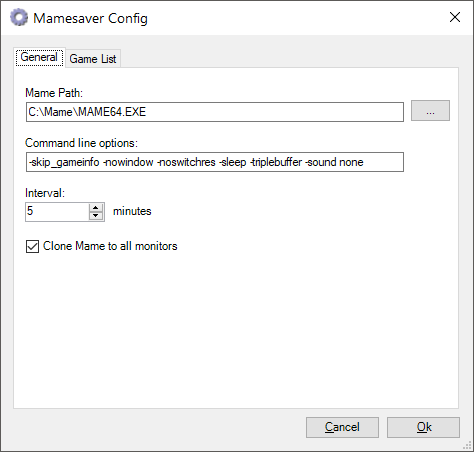 Mamesaver Config
General
Game List
Mame Path:
C:\Mame\MAME64.EXE
...
Command line options:
-skip_gameinfo -nowindow -noswitchres -sleep -triplebuffer -sound none
Interval:
5
minutes
Clone Mame to all monitors
Cancel
Ok